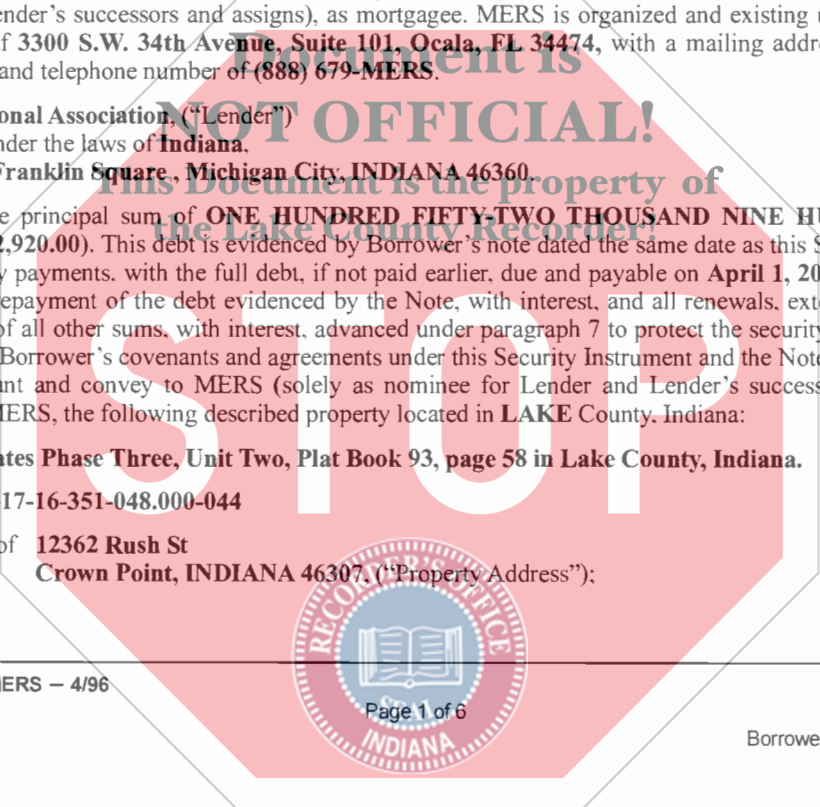 ender's successors and assigns), as mortgagee. MERS is organized and existing
f 3300 S.W. 34th Avenue, Suite 101, Ocala, FL 34474, with a mailing addr
and telephone number of (888) 679-MERS.
Document is
onal Association, ("Lender")
NOT OFFICIAL!
nder the laws of Indiana,
Franklin Square , Michigan City, INDIANA 46360.
This Document is the property of
e principal sum of ONE HUNDRED FIFTY-TWO THOUSAND NINE HU
the Lake County Recorder!
2,920.00). This debt is evidenced by Borrower's note dated the same date as this S
y payments, with the full debt, if not paid earlier, due and payable on April 1, 20
epayment of the debt evidenced by the Note, with interest, and all renewals, ext
of all other sums, with interest, advanced under paragraph 7 to protect the security
Borrower's covenants and agreements under this Security Instrument and the Note
ant and convey to MERS (solely as nominee for Lender and Lender's success
MERS, the following described property located in LAKE County, Indiana:
STOP
ates Phase Three, Unit Two, Plat Book 93, page 58 in Lake County, Indiana.
17-16-351-048.000-044
of 12362 Rush St
Crown Point, INDIANA 46307, ("Property Address");
RECORDER'S OFFICE
SEAL
INDIANA
ERS – 4/96
Page 1 of 6
Borrowe